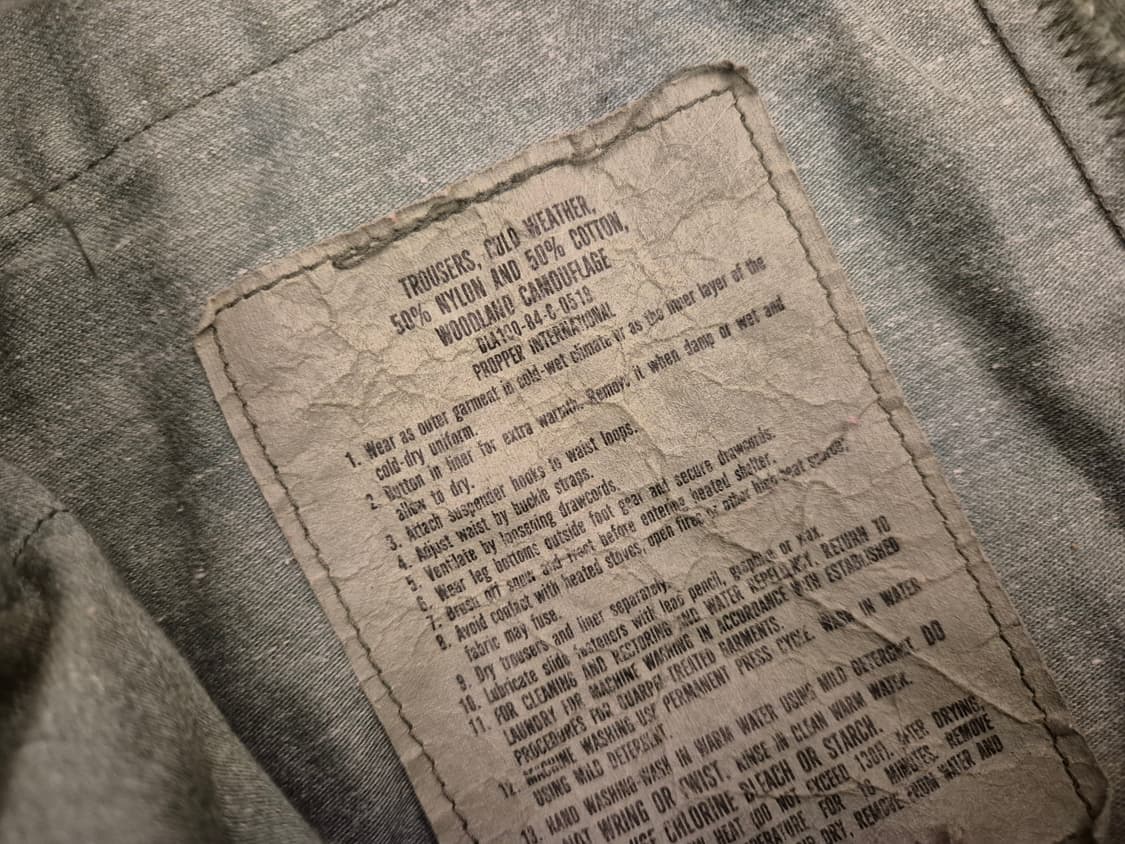 TROUSERS, COLD WEATHER,
50% NYLON AND 50% COTTON,
WOODLAND CAMOUFLAGE
DLA100-84-C-0513
PROPPER INTERNATIONAL
1. Wear as outer garment in cold-wet climate or as the inner layer of the
cold-dry uniform.
2. Button in liner for extra warmth. Remove it when damp or wet and
allow to dry.
3. Attach suspender hooks to waist loops.
4. Adjust waist by buckle straps.
5. Ventilate by loosening drawcords.
6. Wear leg bottoms outside foot gear and secure drawcords.
7. Brush off snow and frost before entering heated shelter.
8. Avoid contact with heated stoves, open fires or other high heat sources,
fabric may fuse.
9. Dry trousers and liner separately.
10. Lubricate slide fasteners with lead pencil, graphite or wax.
11. FOR CLEANING AND RESTORING AND WATER REPELLANCY, RETURN TO
LAUNDRY FOR MACHINE WASHING IN ACCORDANCE WITH ESTABLISHED
PROCEDURES FOR QUARPEL TREATED GARMENTS.
12. MACHINE WASHING-USE PERMANENT PRESS CYCLE. WASH IN WATER
USING MILD DETERGENT.
13. HAND WASHING-WASH IN WARM WATER USING MILD DETERGENT. DO
NOT WRING OR TWIST. RINSE IN CLEAN WARM WATER.
USE CHLORINE BLEACH OR STARCH.
HEAT (DO NOT EXCEED 130°). AFTER DRYING,
FOR 10 MINUTES. REMOVE
DRY, REMOVE FROM WATER AND